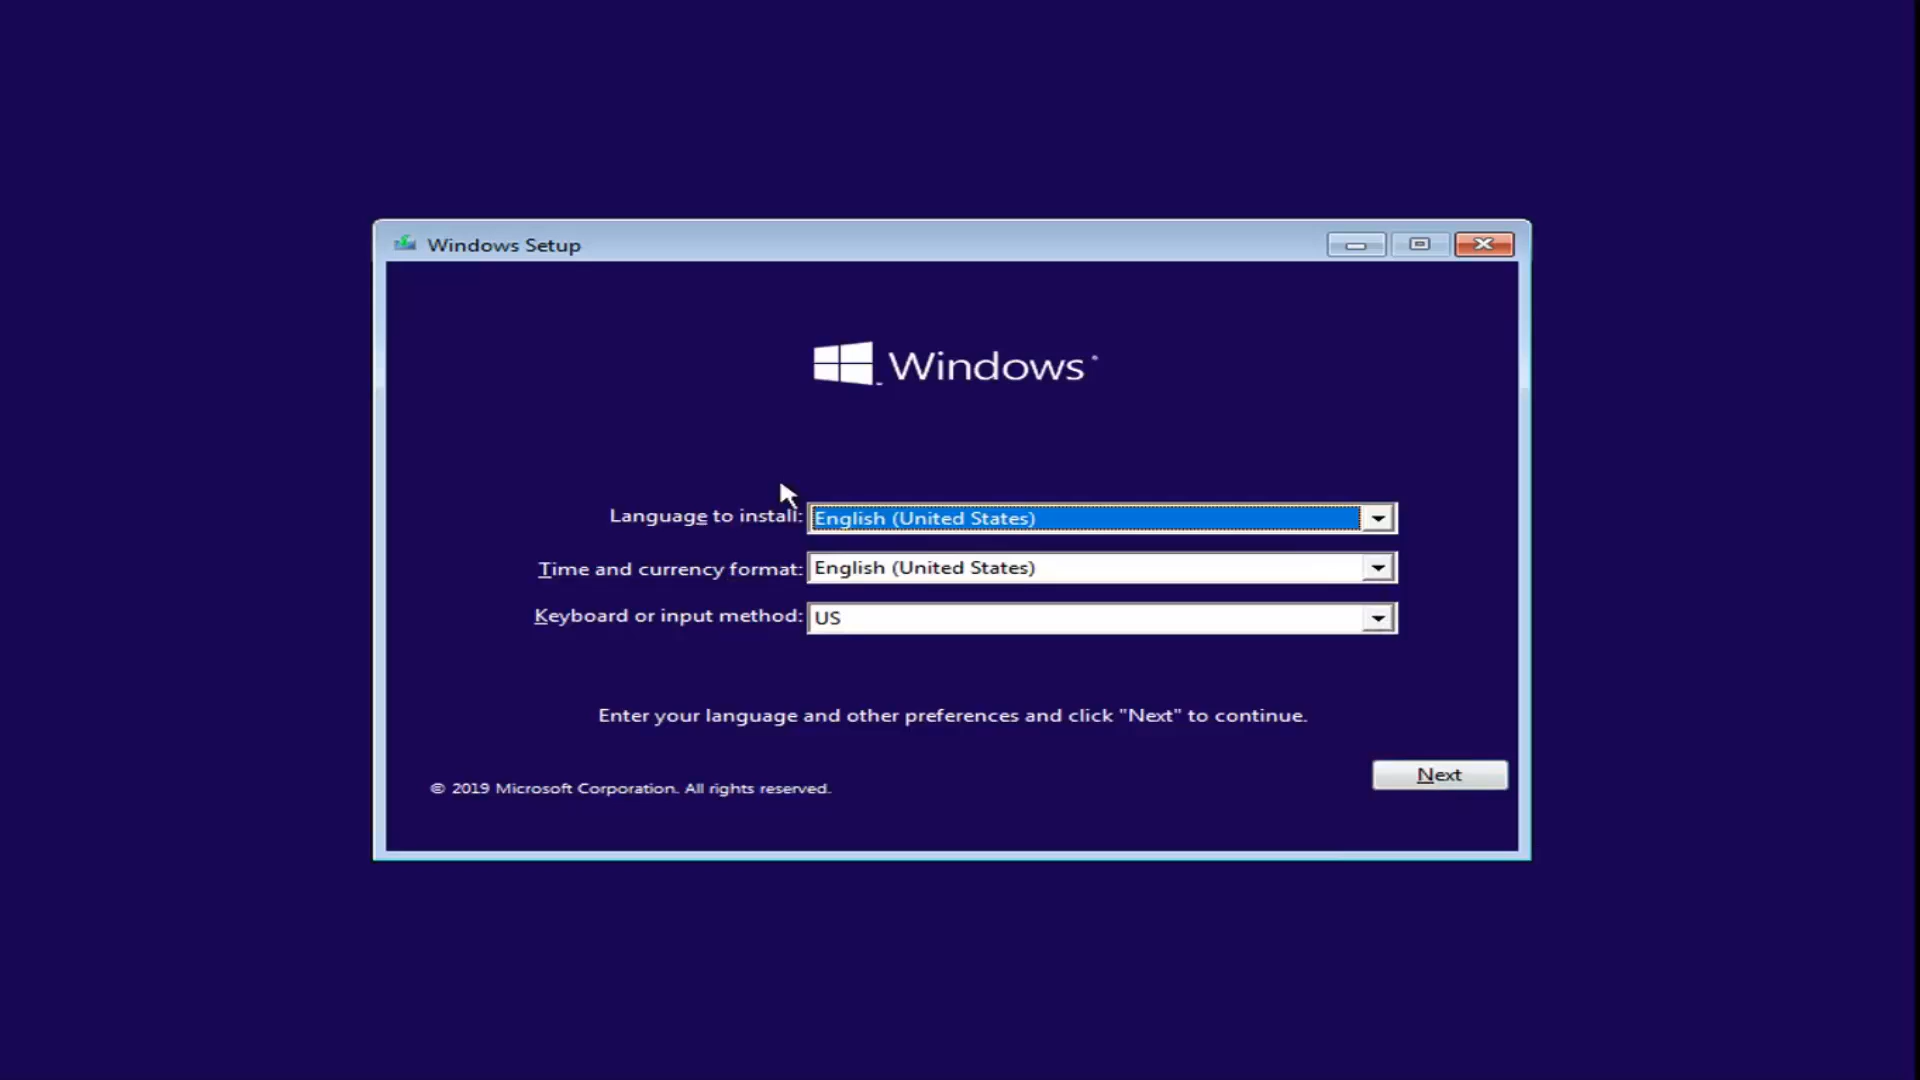 Windows Setup
Windows
Language to install: English (United States)
Time and currency format: English (United States)
Keyboard or input method: US
Enter your language and other preferences and click "Next" to continue.
Next
© 2019 Microsoft Corporation. All rights reserved.